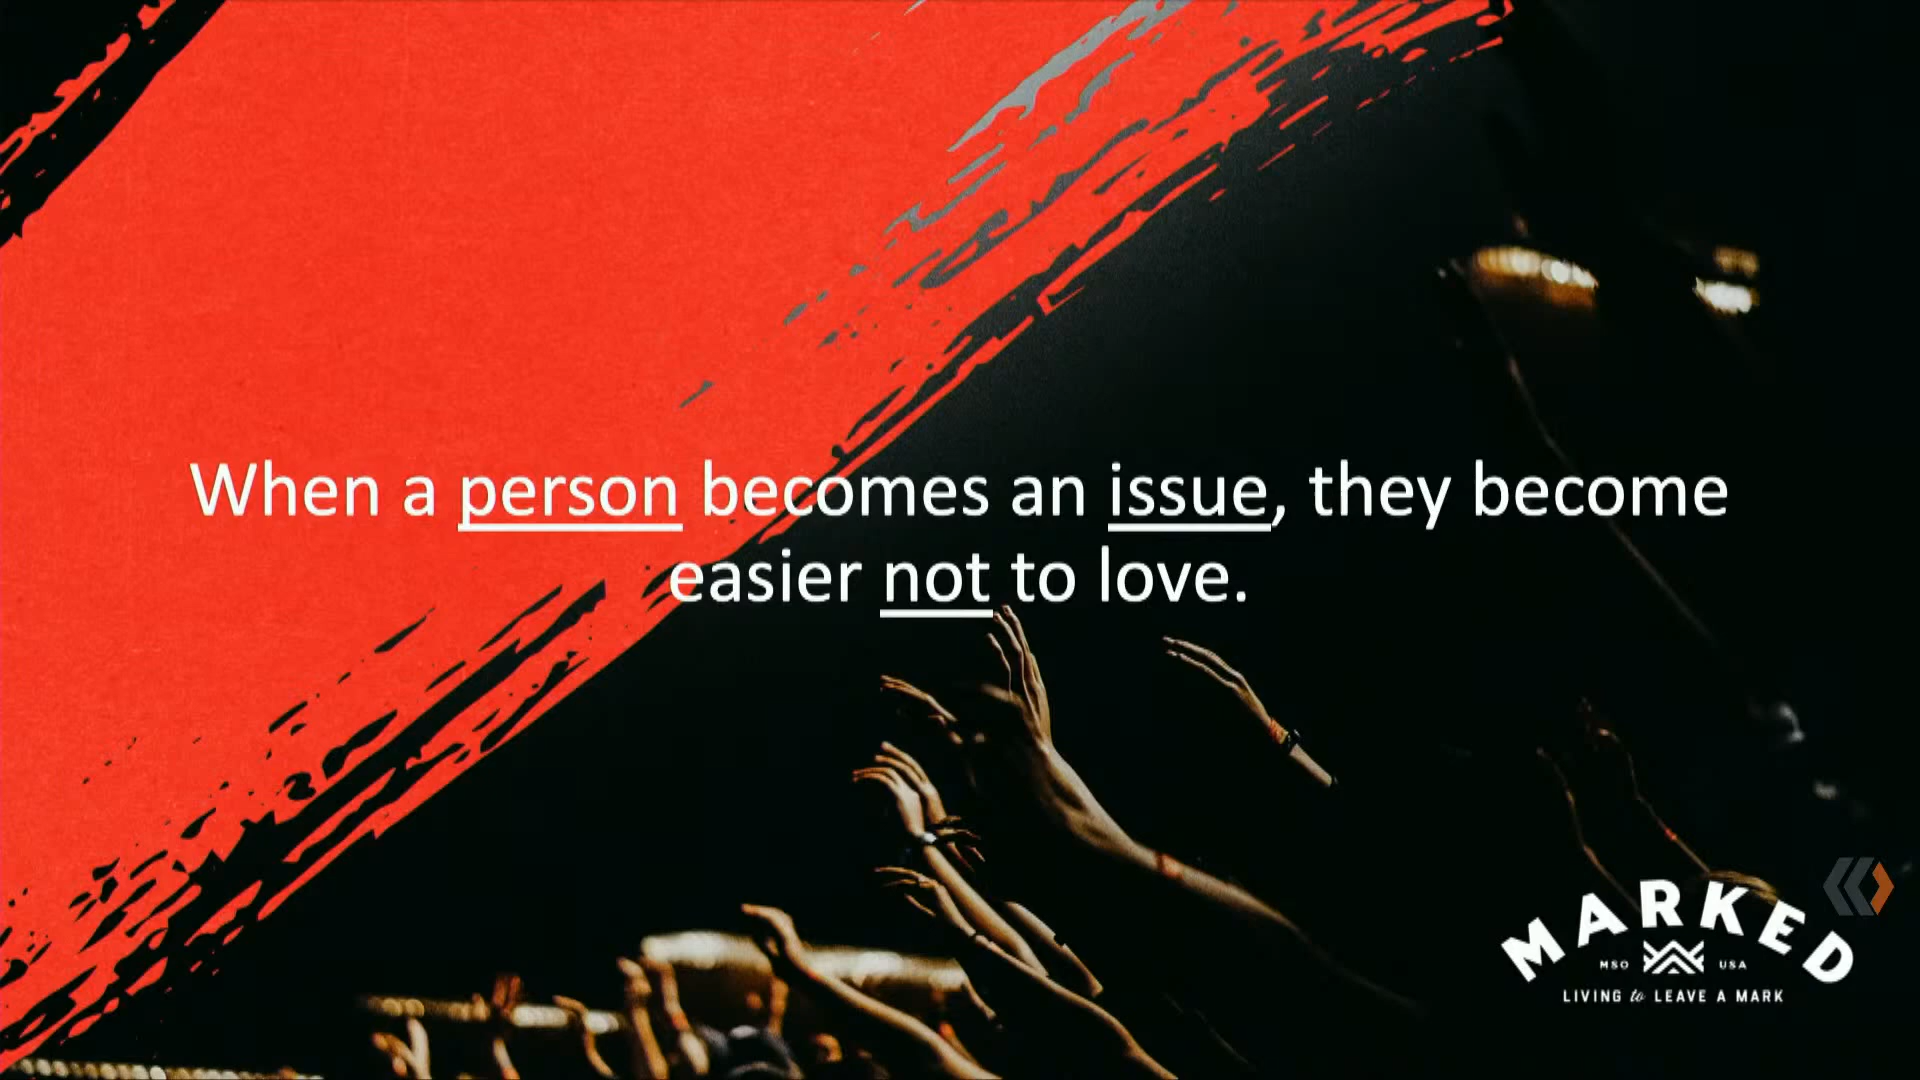 When a person becomes an issue, they become
easier not to love.
MARKED
MSO USA
LIVING to LEAVE A MARK